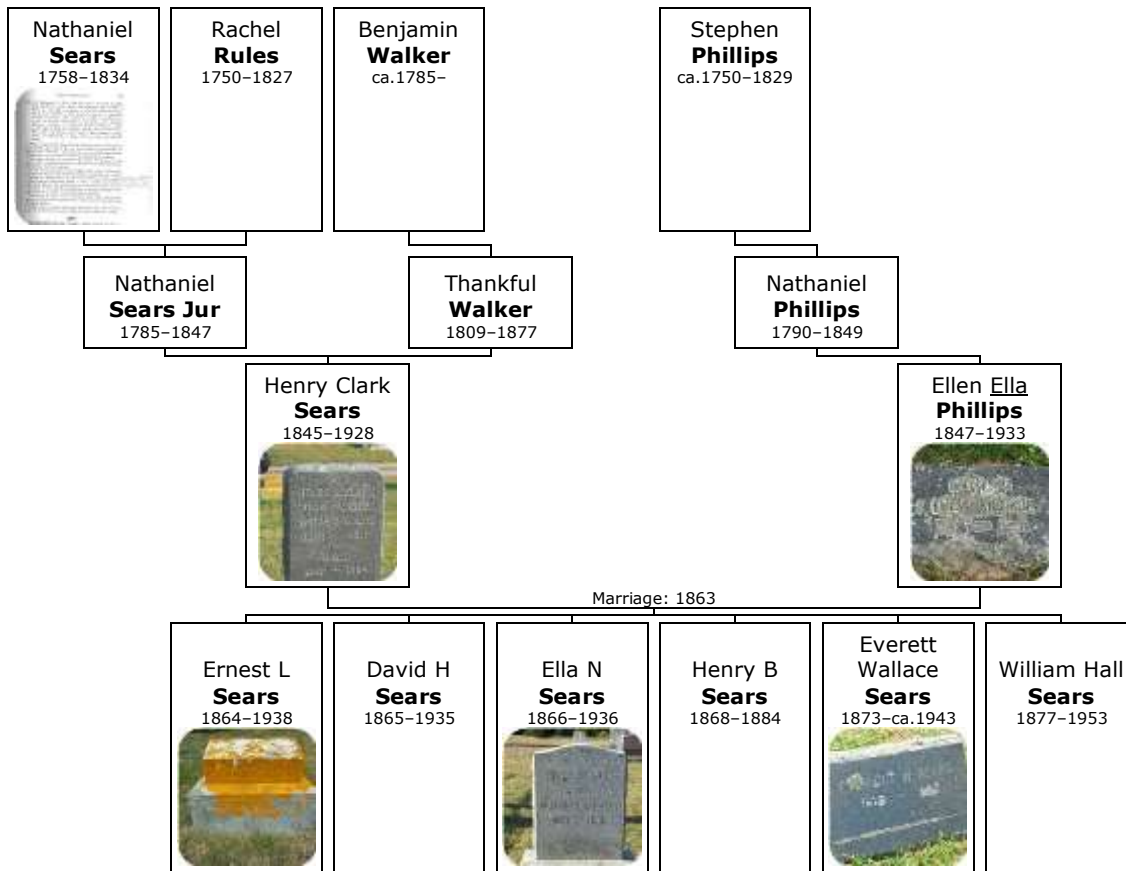 Nathaniel
Sears
1758–1834
Rachel
Rules
1750–1827
Benjamin
Walker
ca.1785–
Stephen
Phillips
ca.1750–1829
Nathaniel
Sears Jur
1785–1847
Thankful
Walker
1809–1877
Nathaniel
Phillips
1790–1849
Henry Clark
Sears
1845–1928
Ellen Ella
Phillips
1847–1933
Marriage: 1863
Ernest L
Sears
1864–1938
David H
Sears
1865–1935
Ella N
Sears
1866–1936
Henry B
Sears
1868–1884
Everett
Wallace
Sears
1873–ca.1943
William Hall
Sears
1877–1953